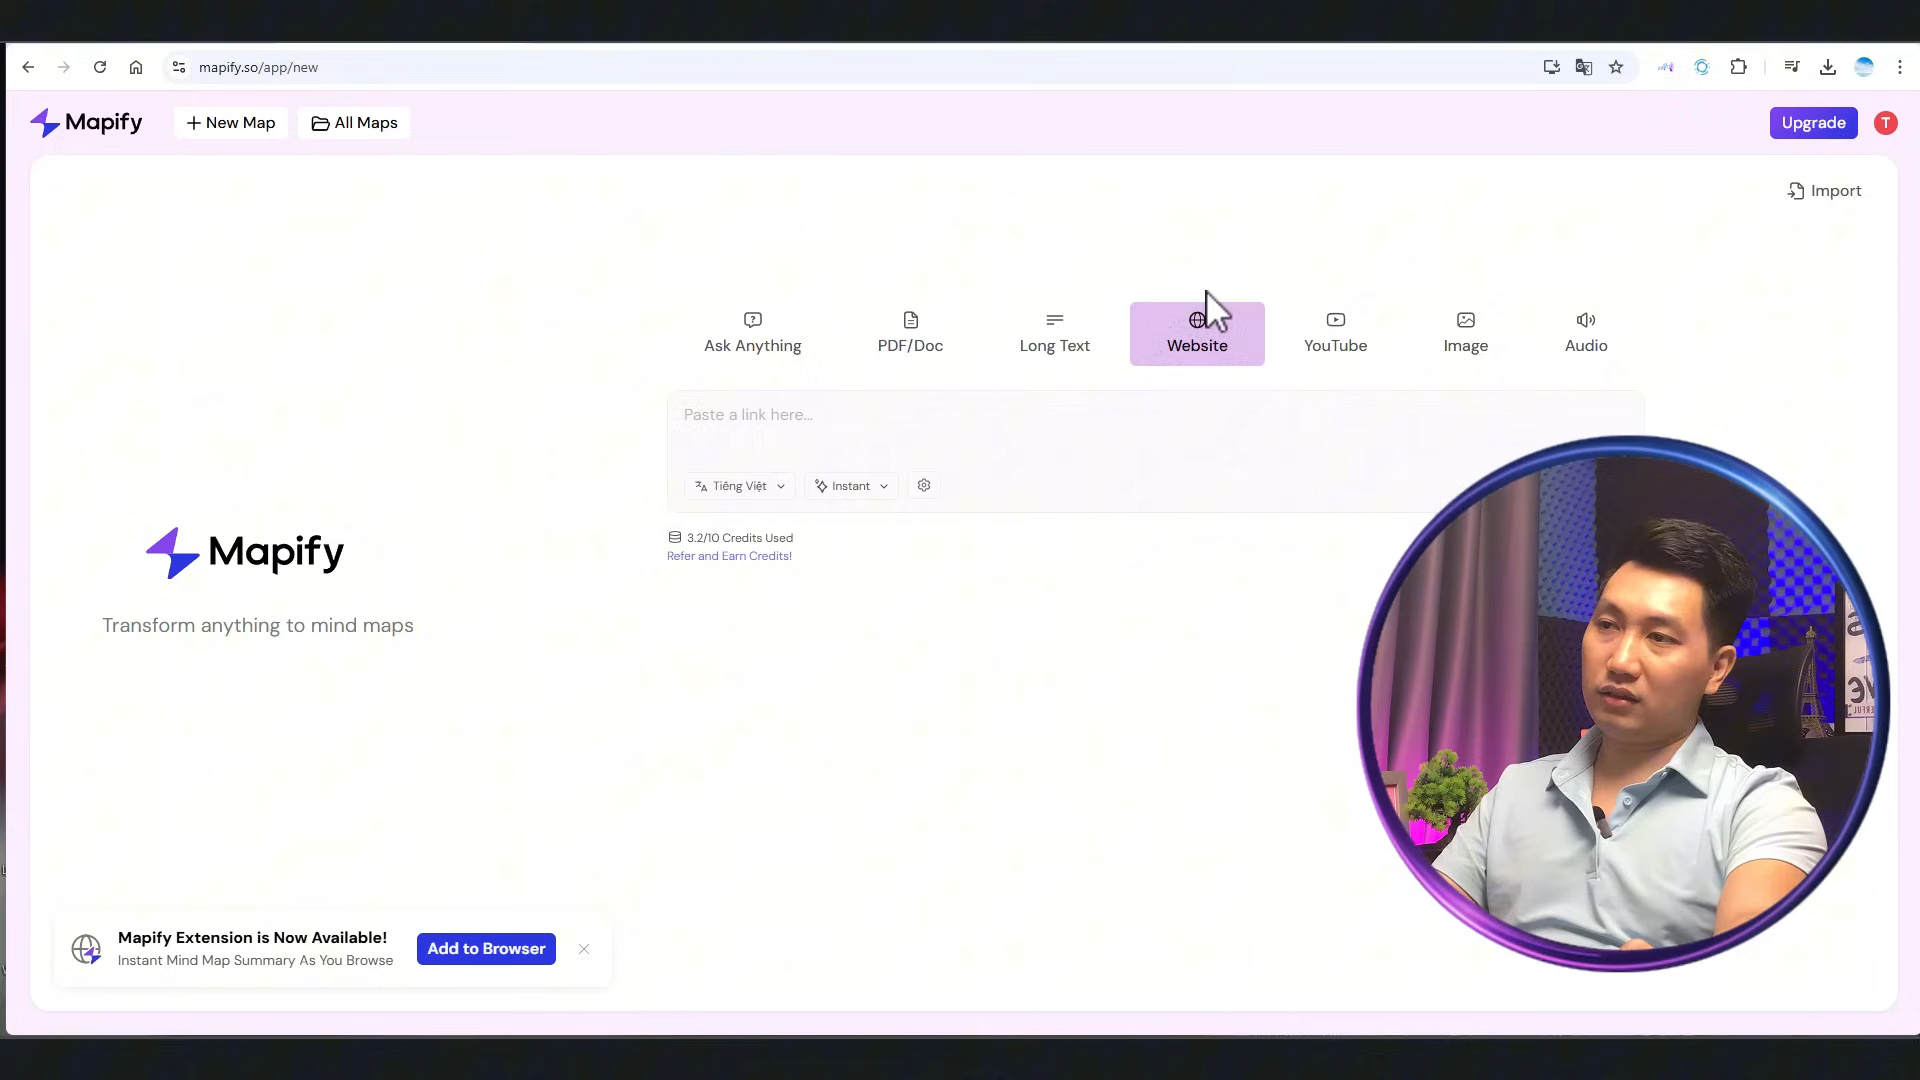 mapify.so/app/new
Mapify
New Map
All Maps
Upgrade
T
Import
Ask Anything
PDF/Doc
Long Text
Website
YouTube
Image
Audio
Paste a link here...
Tiếng Việt
Instant
3.2/10 Credits Used
Refer and Earn Credits!
Mapify
Transform anything to mind maps
Mapify Extension is Now Available!
Instant Mind Map Summary As You Browse
Add to Browser